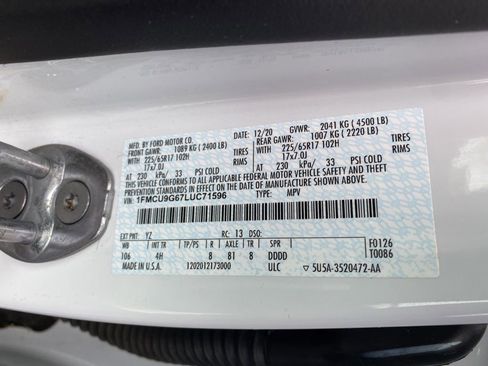 MFD. BY FORD MOTOR CO. 12/20 GVWR: 2041 KG ( 4500 LB)
FRONT GAWR: 1089 KG ( 2400 LB) REAR GAWR: 1007 KG ( 2220 LB)
225/65R17 102H TIRES 225/65R17 102H TIRES
17x7.0J RIMS 17x7.0J RIMS
AT 230 kPa/ 33 PSI COLD AT 230 kPa/ 33 PSI COLD
THIS VEHICLE CONFORMS TO ALL APPLICABLE FEDERAL MOTOR VEHICLE SAFETY AND THEFT
PREVENTION STANDARDS IN EFFECT ON THE DATE OF MANUFACTURE SHOWN ABOVE.
VIN: 1FMCU9G67LUC71596 TYPE: MPV
EXT PNT: YZ RC: 13 DSO: F0126
WB INT TR TP/PS R AXLE TR SPR T0086
106 4H 8 81 8 DDDD
MADE IN U.S.A. 1202012173000 ULC ▽ 5U5A-3520472-AA